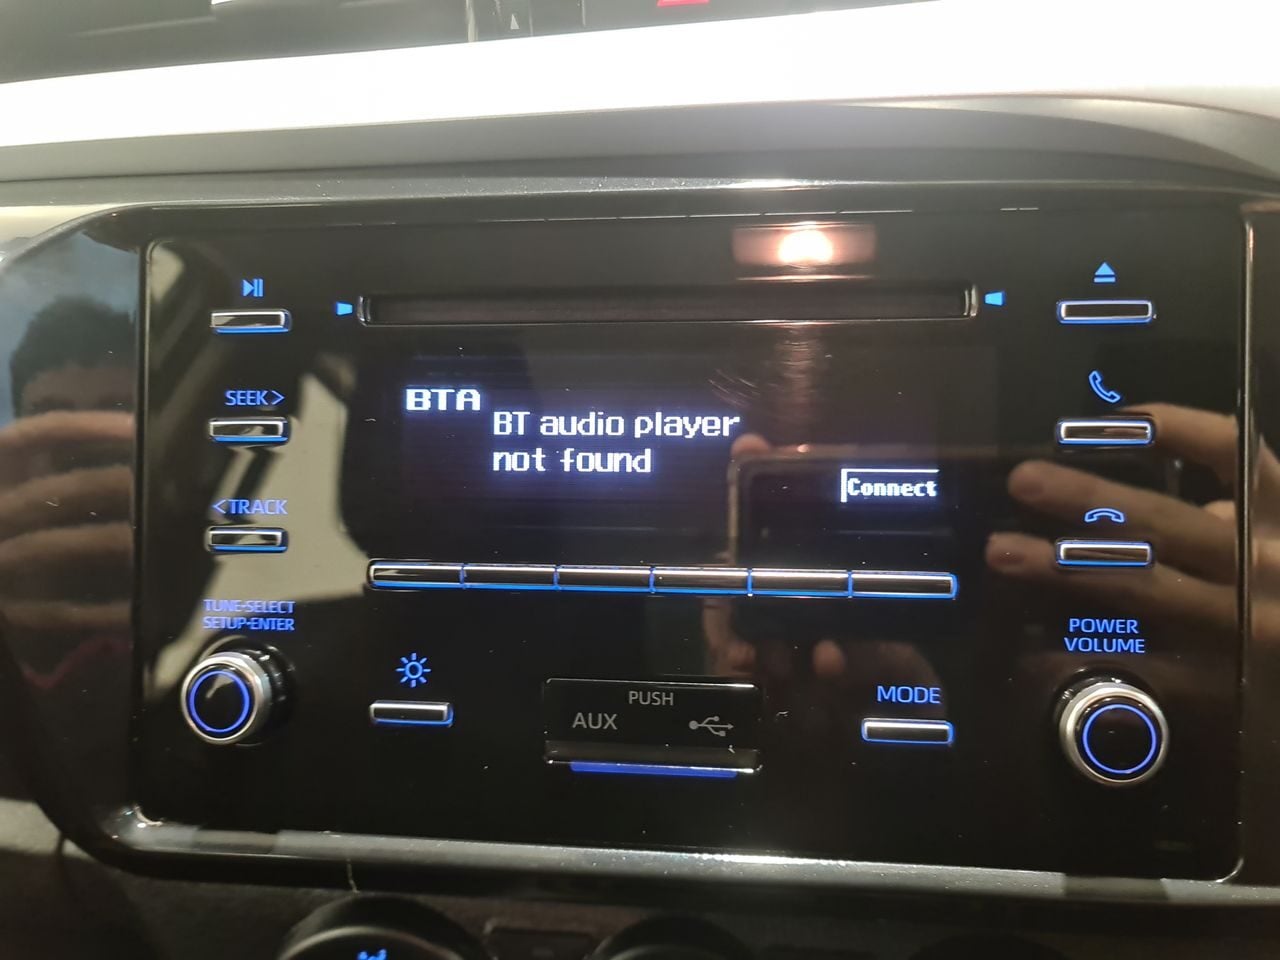 SEEK>
<TRACK
TUNE·SELECT
SETUP·ENTER
BTA
BT audio player
not found
Connect
PUSH
AUX
MODE
POWER
VOLUME